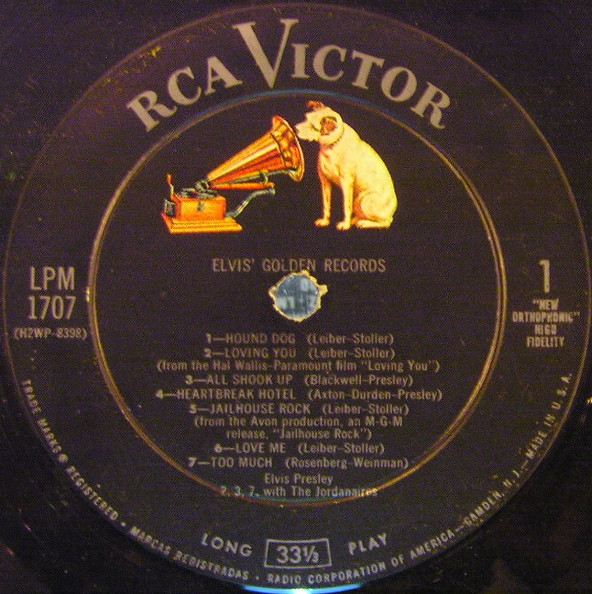 RCA VICTOR
ELVIS' GOLDEN RECORDS
LPM
1707
(H2WP-8398)
1
"NEW
ORTHOPHONIC"
HIGH
FIDELITY
1—HOUND DOG (Leiber-Stoller)
2—LOVING YOU (Leiber-Stoller)
(from the Hal Wallis-Paramount film "Loving You")
3—ALL SHOOK UP (Blackwell-Presley)
4—HEARTBREAK HOTEL (Axton-Durden-Presley)
5—JAILHOUSE ROCK (Leiber-Stoller)
(from the Avon production, an M-G-M
release, "Jailhouse Rock")
6—LOVE ME (Leiber-Stoller)
7—TOO MUCH (Rosenberg-Weinman)
Elvis Presley
2, 3, 7, with The Jordanaires
LONG 33⅓ PLAY
TRADE MARKS ® REGISTERED • MARCAS REGISTRADAS • RADIO CORPORATION OF AMERICA—CAMDEN, N. J.—MADE IN U.S.A.